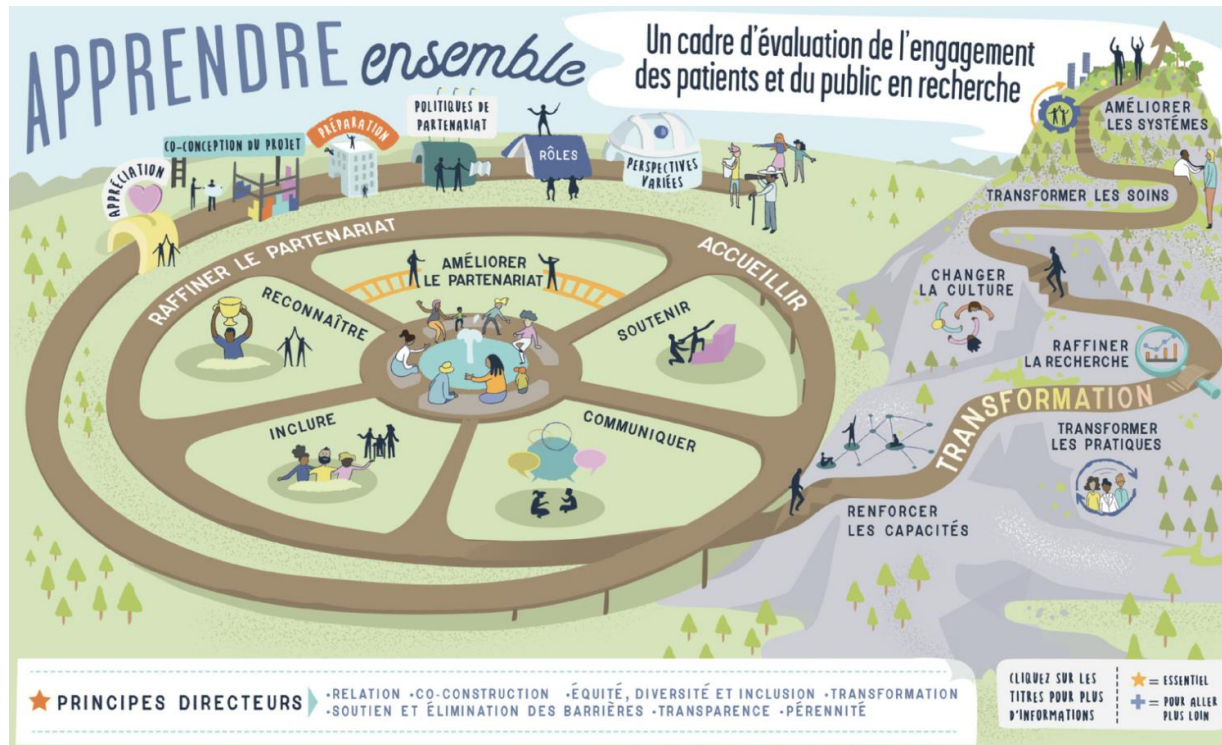 APPRENDRE ensemble
Un cadre d'évaluation de l'engagement
des patients et du public en recherche
APPRÉCIATION
CO-CONCEPTION DU PROJET
PRÉPARATION
POLITIQUES DE
PARTENARIAT
RÔLES
PERSPECTIVES
VARIÉES
RAFFINER LE PARTENARIAT
ACCUEILLIR
AMÉLIORER
LE PARTENARIAT
RECONNAÎTRE
SOUTENIR
INCLURE
COMMUNIQUER
AMÉLIORER
LES SYSTÈMES
TRANSFORMER LES SOINS
CHANGER
LA CULTURE
RAFFINER
LA RECHERCHE
TRANSFORMATION
TRANSFORMER
LES PRATIQUES
RENFORCER
LES CAPACITÉS
PRINCIPES DIRECTEURS
•RELATION •CO-CONSTRUCTION •ÉQUITÉ, DIVERSITÉ ET INCLUSION •TRANSFORMATION
•SOUTIEN ET ÉLIMINATION DES BARRIÈRES •TRANSPARENCE •PÉRENNITÉ
CLIQUEZ SUR LES
TITRES POUR PLUS
D'INFORMATIONS
= ESSENTIEL
= POUR ALLER
PLUS LOIN